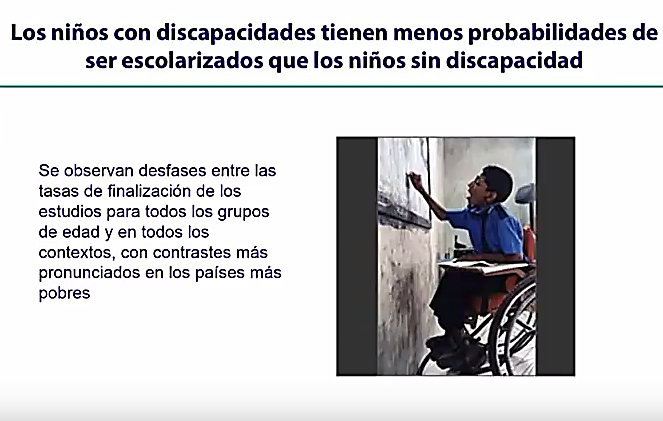 Los niños con discapacidades tienen menos probabilidades de
ser escolarizados que los niños sin discapacidad
Se observan desfases entre las
tasas de finalización de los
estudios para todos los grupos
de edad y en todos los
contextos, con contrastes más
pronunciados en los países más
pobres